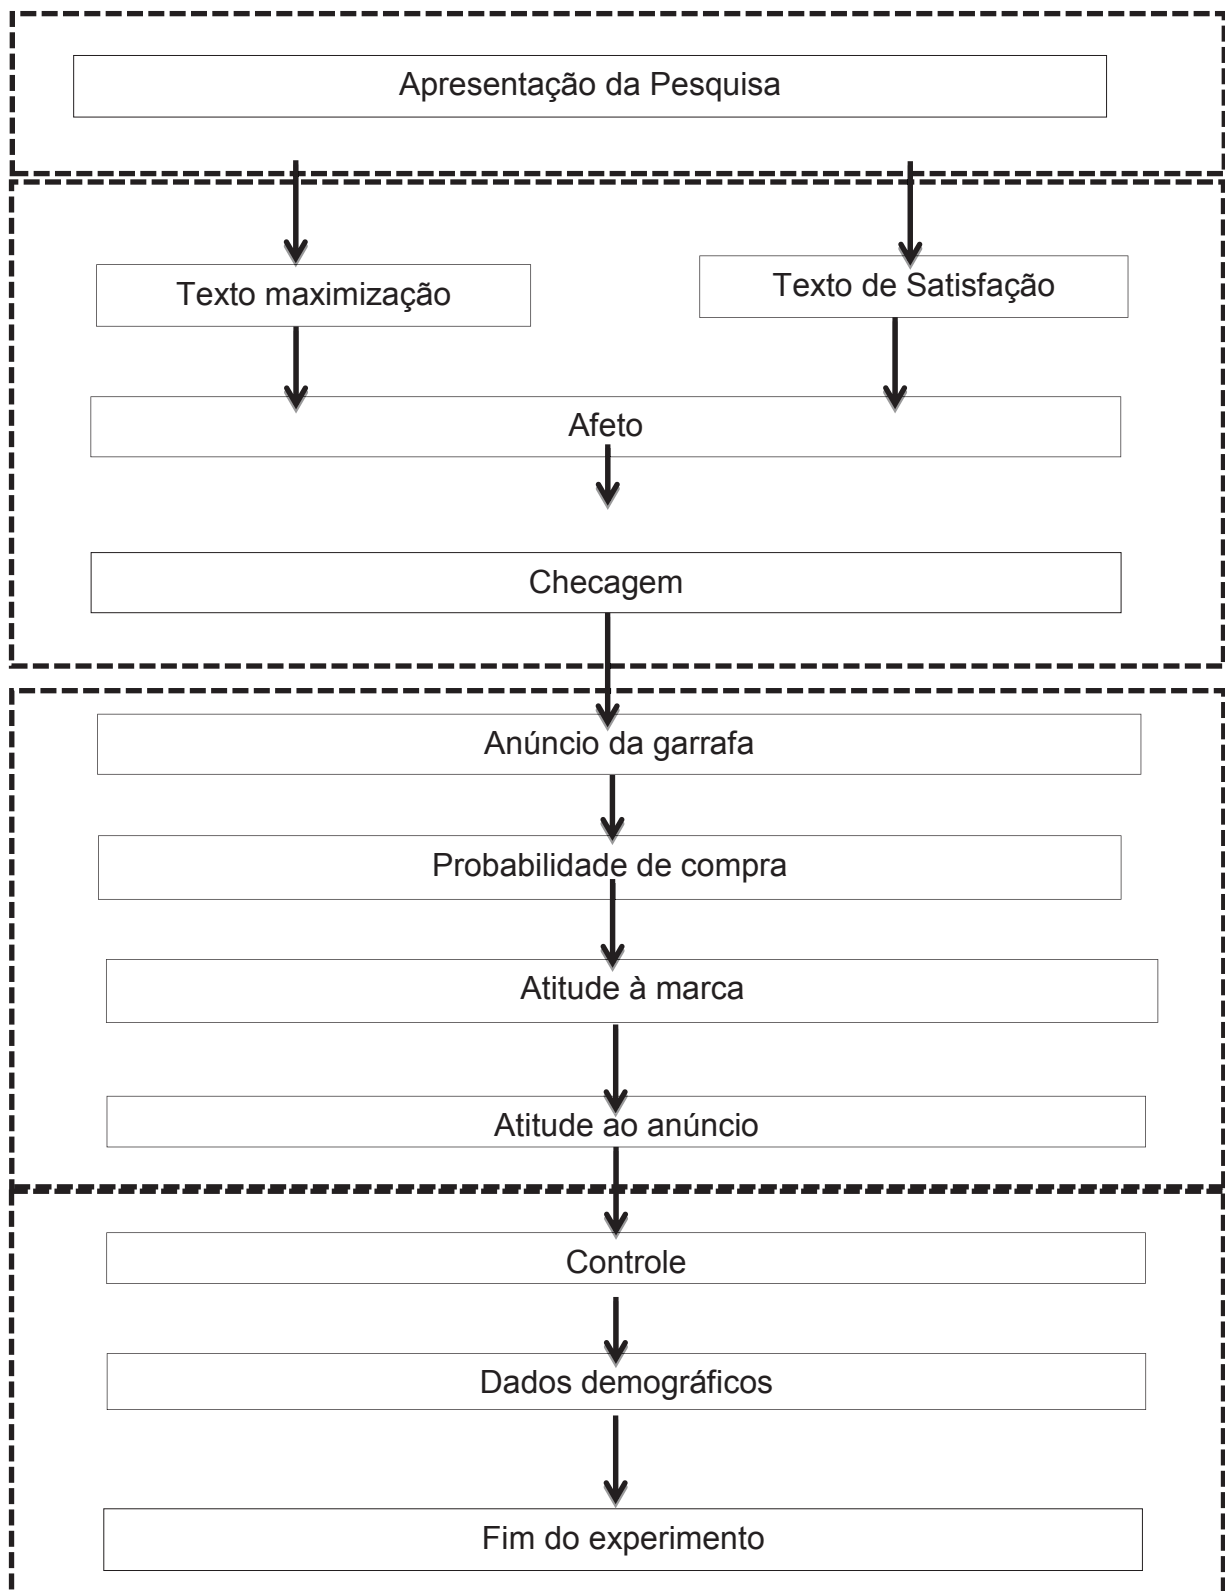 Apresentação da Pesquisa
Texto maximização
Texto de Satisfação
Afeto
Checagem
Anúncio da garrafa
Probabilidade de compra
Atitude à marca
Atitude ao anúncio
Controle
Dados demográficos
Fim do experimento